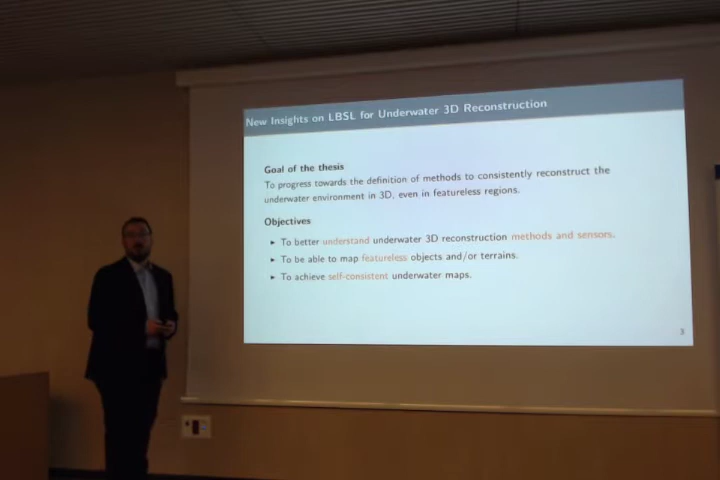 New Insights on LBSL for Underwater 3D Reconstruction
Goal of the thesis
To progress towards the definition of methods to consistently reconstruct the
underwater environment in 3D, even in featureless regions.
Objectives
► To better understand underwater 3D reconstruction methods and sensors.
► To be able to map featureless objects and/or terrains.
► To achieve self-consistent underwater maps.
3